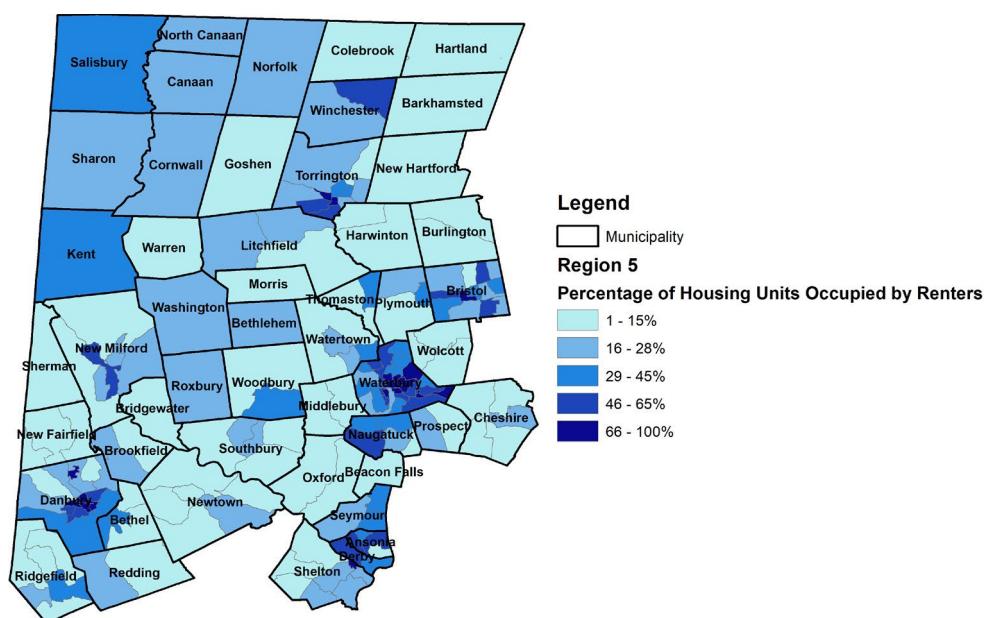 North Canaan
Colebrook
Hartland
Salisbury
Norfolk
Canaan
Winchester
Barkhamsted
Sharon
Cornwall
Goshen
Torrington
New Hartford
Legend
Municipality
Region 5
Percentage of Housing Units Occupied by Renters
1 - 15%
16 - 28%
29 - 45%
46 - 65%
66 - 100%
Kent
Warren
Litchfield
Harwinton
Burlington
Morris
Bristol
Washington
Thomaston
Plymouth
Bethlehem
Watertown
New Milford
Wolcott
Sherman
Roxbury
Woodbury
Waterbury
Bridgewater
Middlebury
Cheshire
New Fairfield
Naugatuck
Prospect
Brookfield
Southbury
Beacon Falls
Oxford
Danbury
Newtown
Bethel
Seymour
Ansonia
Derby
Ridgefield
Redding
Shelton